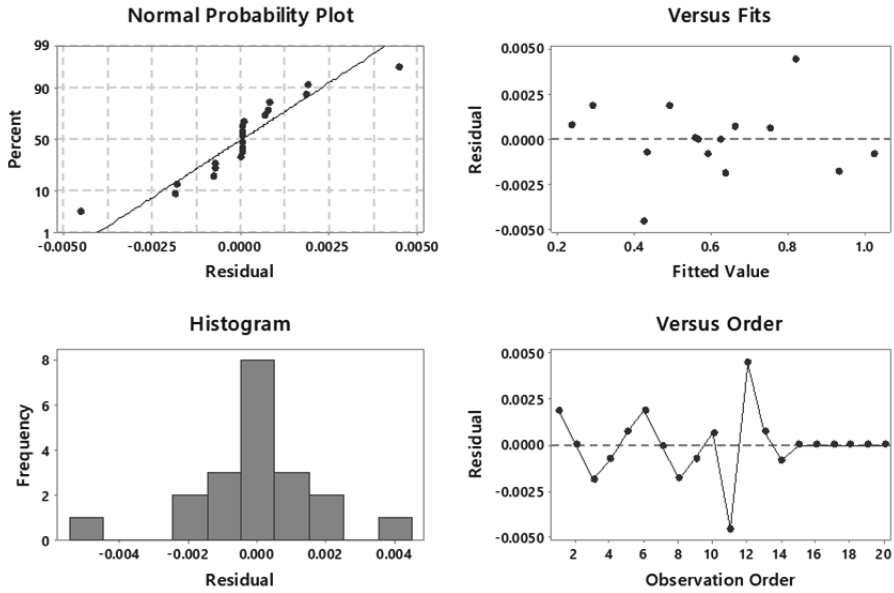 Normal Probability Plot
99
90
50
10
1
Percent
-0.0050 -0.0025 0.0000 0.0025 0.0050
Residual
Versus Fits
0.0050
0.0025
0.0000
-0.0025
-0.0050
Residual
0.2 0.4 0.6 0.8 1.0
Fitted Value
Histogram
8
6
4
2
0
Frequency
-0.004 -0.002 0.000 0.002 0.004
Residual
Versus Order
0.0050
0.0025
0.0000
-0.0025
-0.0050
Residual
2 4 6 8 10 12 14 16 18 20
Observation Order